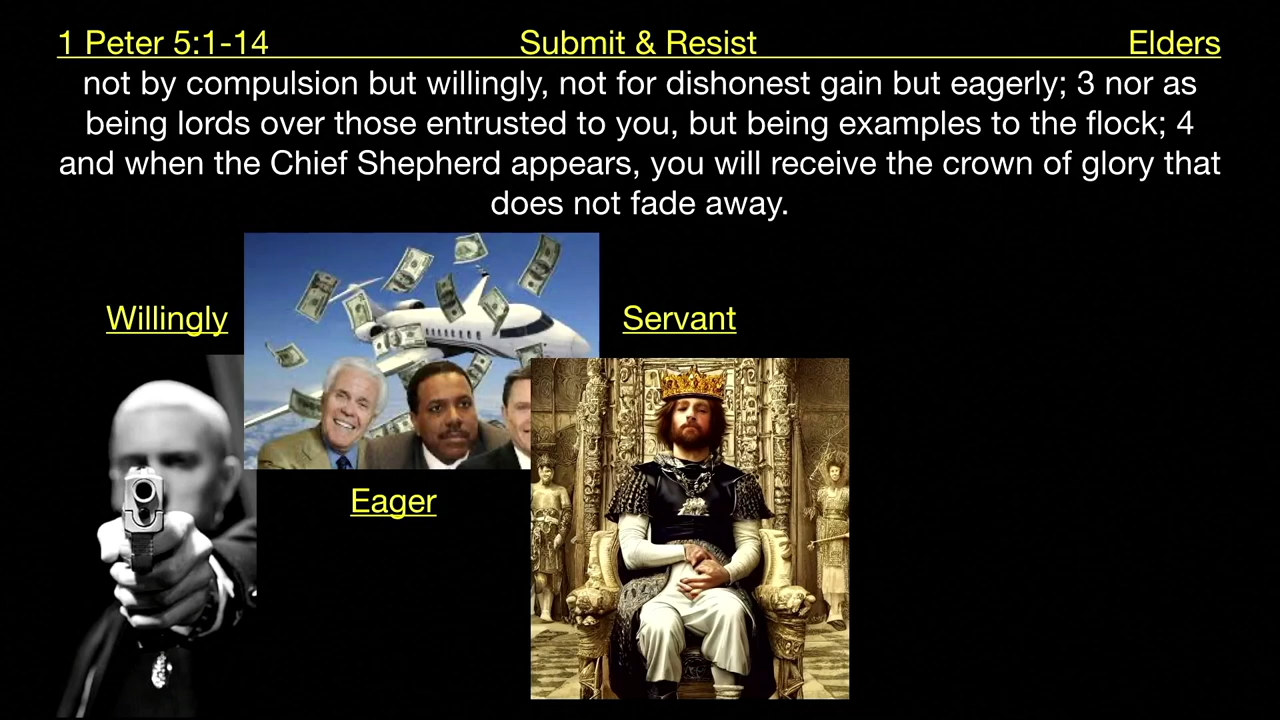 1 Peter 5:1-14 Submit & Resist Elders
not by compulsion but willingly, not for dishonest gain but eagerly; 3 nor as
being lords over those entrusted to you, but being examples to the flock; 4
and when the Chief Shepherd appears, you will receive the crown of glory that
does not fade away.
Willingly
Servant
Eager